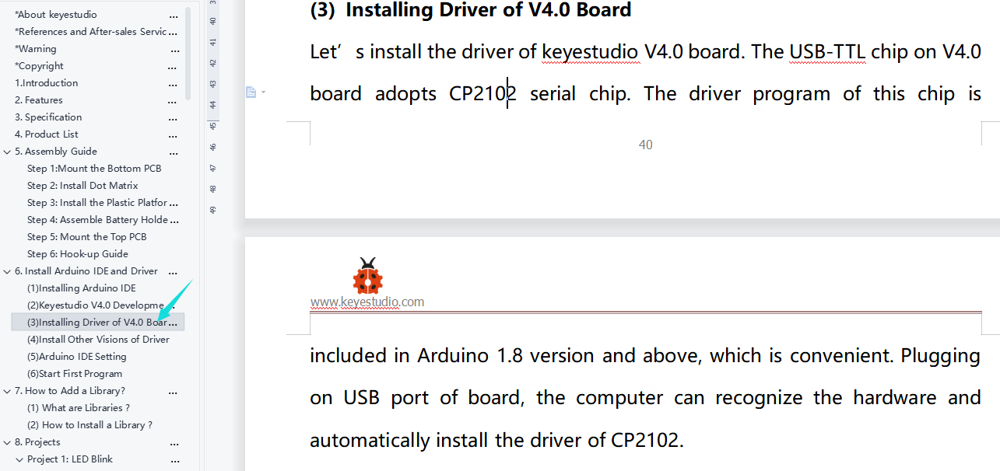 *About keyestudio ...
*References and After-sales Servic...
*Warning ...
*Copyright ...
1.Introduction ...
2. Features ...
3. Specification ...
4. Product List ...
5. Assembly Guide ...
Step 1:Mount the Bottom PCB
Step 2: Install Dot Matrix
Step 3: Install the Plastic Platfor...
Step 4: Assemble Battery Holde...
Step 5: Mount the Top PCB
Step 6: Hook-up Guide
6. Install Arduino IDE and Driver ...
(1)Installing Arduino IDE
(2)Keyestudio V4.0 Developme...
(3)Installing Driver of V4.0 Boar...
(4)Install Other Visions of Driver
(5)Arduino IDE Setting
(6)Start First Program
7. How to Add a Library? ...
(1) What are Libraries ?
(2) How to Install a Library ?
8. Projects ...
Project 1: LED Blink ...
40
41
42
43
44
45
46
47
48
49
(3) Installing Driver of V4.0 Board
Let’s install the driver of keyestudio V4.0 board. The USB-TTL chip on V4.0
board adopts CP2102 serial chip. The driver program of this chip is
40
www.keyestudio.com
included in Arduino 1.8 version and above, which is convenient. Plugging
on USB port of board, the computer can recognize the hardware and
automatically install the driver of CP2102.